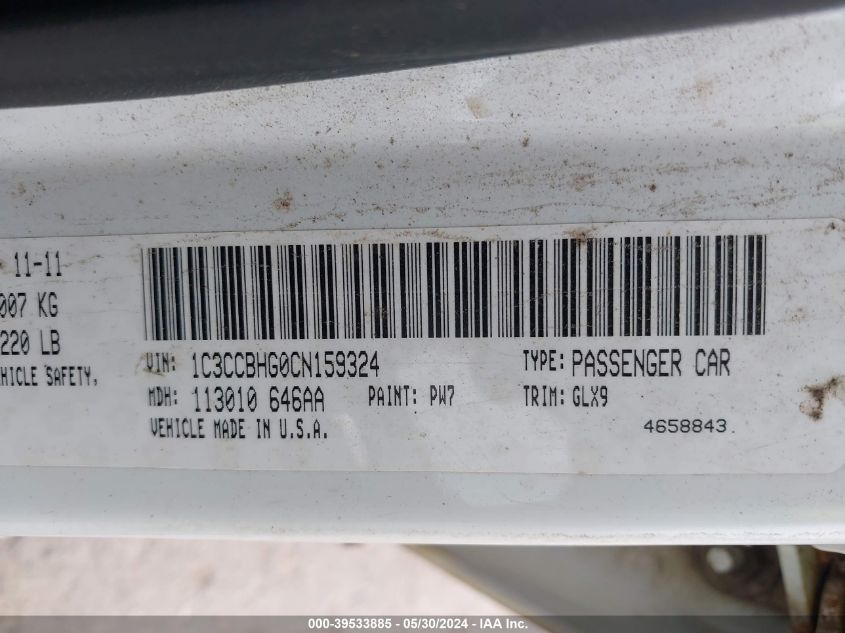 11-11
007 KG
220 LB
HICLE SAFETY,
VIN: 1C3CCBHG0CN159324 TYPE: PASSENGER CAR
MDH: 113010 646AA PAINT: PW7 TRIM: GLX9
VEHICLE MADE IN U.S.A. 4658843
000-39533885 / 05/30/2024 - IAA Inc.